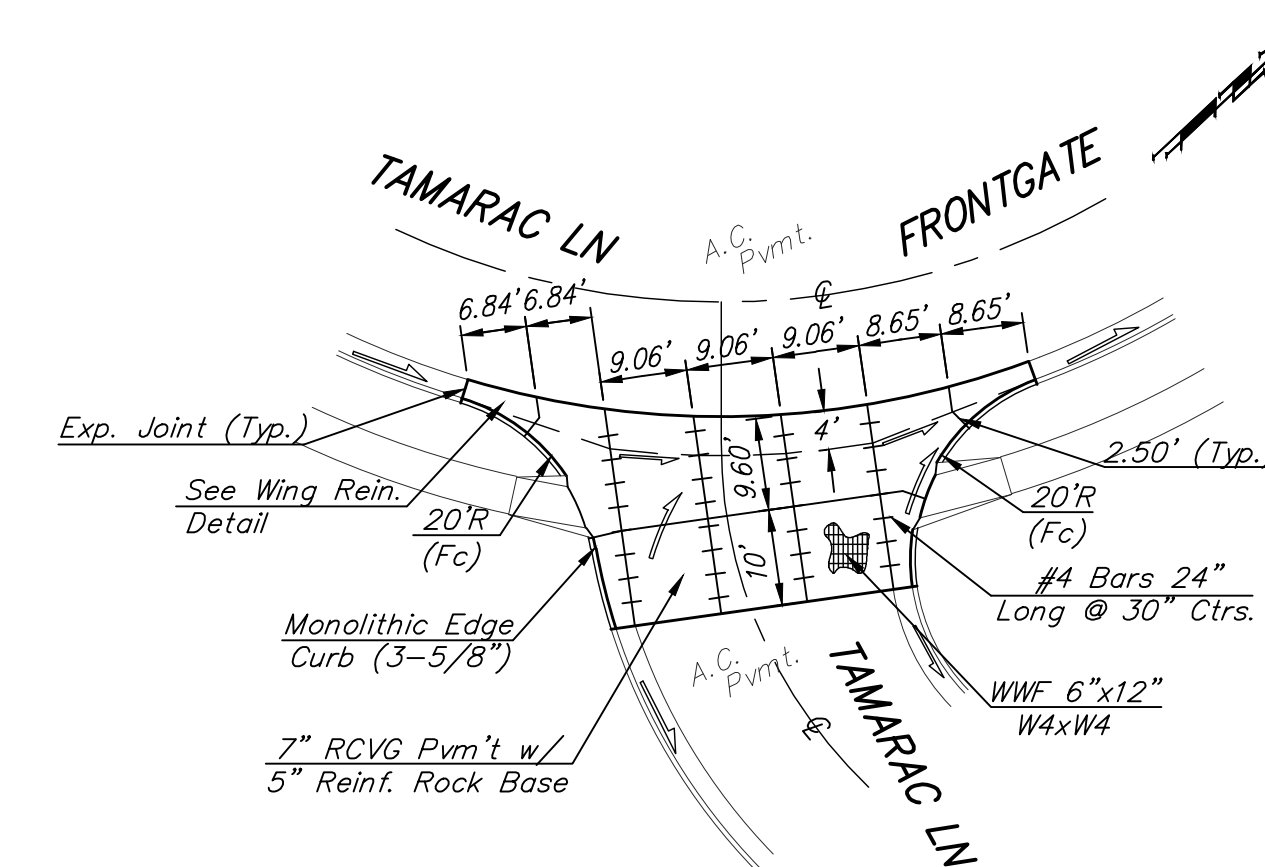 TAMARAC LN
FRONTGATE
A.C.
Pvmt.
℄
6.84' 6.84'
9.06' 9.06' 9.06' 8.65' 8.65'
Exp. Joint (Typ.)
4'
9.60'
2.50' (Typ.)
See Wing Rein.
Detail
20'R
(Fc)
20'R
(Fc)
10'
#4 Bars 24"
Long @ 30" Ctrs.
Monolithic Edge
Curb (3-5/8")
A.C.
Pvmt.
℄
TAMARAC LN
WWF 6"x12"
W4xW4
7" RCVG Pvm't w/
5" Reinf. Rock Base